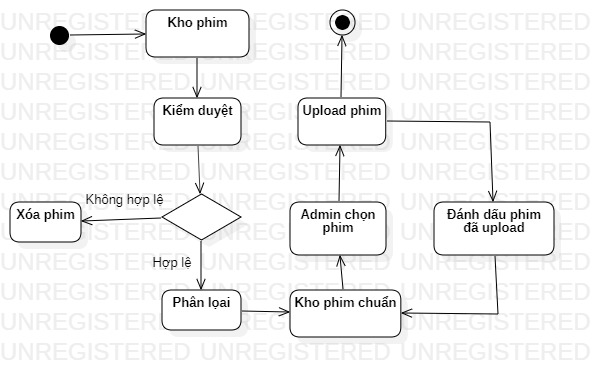 Kho phim
Kiểm duyệt
Không hợp lệ
Xóa phim
Hợp lệ
Phân lọai
Kho phim chuẩn
Admin chọn
phim
Upload phim
Đánh dấu phim
đã upload
UNREGISTERED UNREGISTERED UNREGISTERED
UNREGISTERED UNREGISTERED UNREGISTERED
UNREGISTERED UNREGISTERED UNREGISTERED
UNREGISTERED UNREGISTERED UNREGISTERED
UNREGISTERED UNREGISTERED UNREGISTERED
UNREGISTERED UNREGISTERED UNREGISTERED
UNREGISTERED UNREGISTERED UNREGISTERED
UNREGISTERED UNREGISTERED UNREGISTERED
UNREGISTERED UNREGISTERED UNREGISTERED
UNREGISTERED UNREGISTERED UNREGISTERED
UNREGISTERED UNREGISTERED UNREGISTERED
UNREGISTERED UNREGISTERED UNREGISTERED